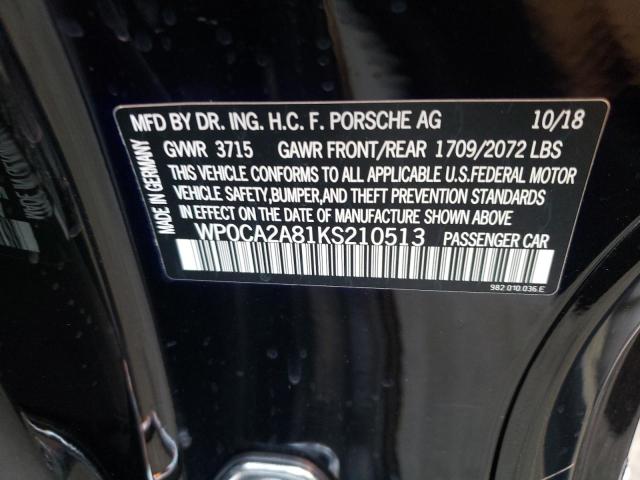 MFD BY DR. ING. H.C. F. PORSCHE AG 10/18
GVWR 3715 GAWR FRONT/REAR 1709/2072 LBS
THIS VEHICLE CONFORMS TO ALL APPLICABLE U.S.FEDERAL MOTOR
VEHICLE SAFETY,BUMPER,AND THEFT PREVENTION STANDARDS
IN EFFECT ON THE DATE OF MANUFACTURE SHOWN ABOVE
WP0CA2A81KS210513 PASSENGER CAR
982.010.036.E
MADE IN GERMANY